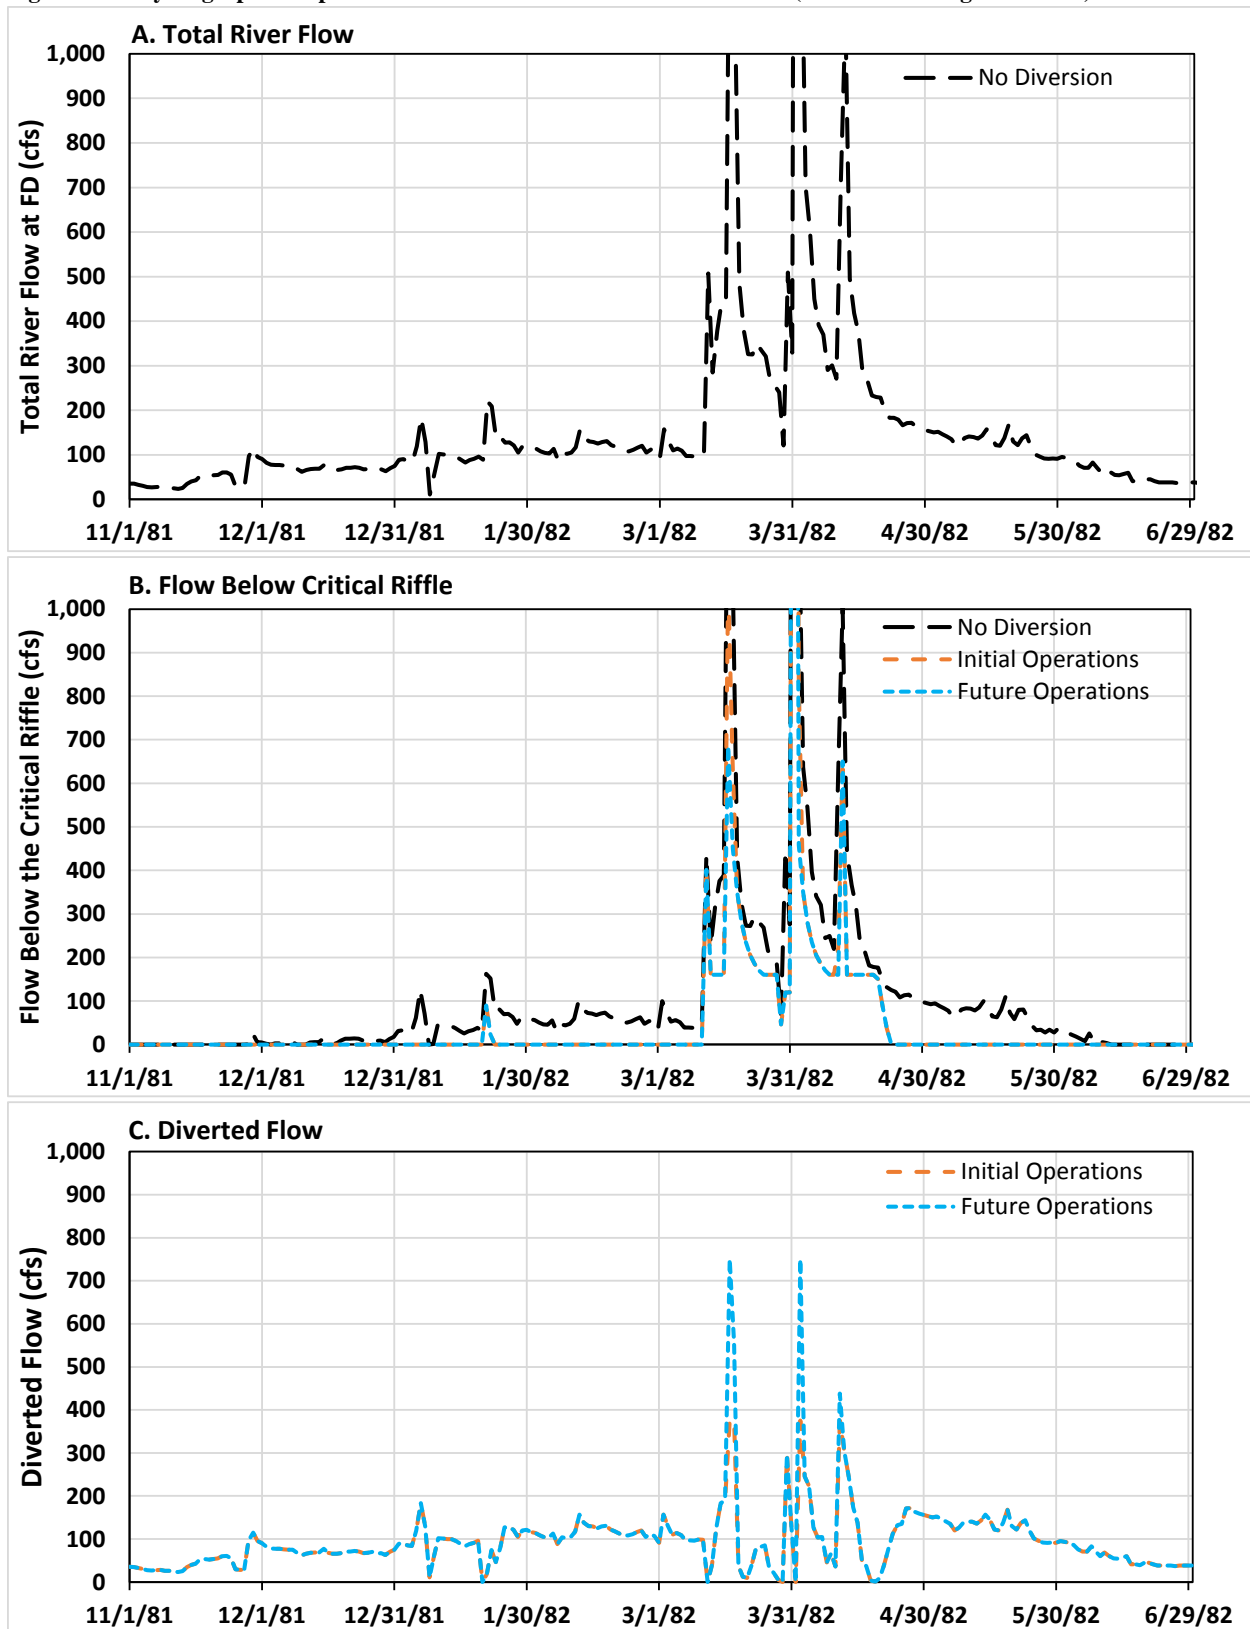 A. Total River Flow
1,000
900
800
700
600
500
400
300
200
100
0
Total River Flow at FD (cfs)
No Diversion
11/1/81 12/1/81 12/31/81 1/30/82 3/1/82 3/31/82 4/30/82 5/30/82 6/29/82
B. Flow Below Critical Riffle
1,000
900
800
700
600
500
400
300
200
100
0
Flow Below the Critical Riffle (cfs)
No Diversion
Initial Operations
Future Operations
11/1/81 12/1/81 12/31/81 1/30/82 3/1/82 3/31/82 4/30/82 5/30/82 6/29/82
C. Diverted Flow
1,000
900
800
700
600
500
400
300
200
100
0
Diverted Flow (cfs)
Initial Operations
Future Operations
11/1/81 12/1/81 12/31/81 1/30/82 3/1/82 3/31/82 4/30/82 5/30/82 6/29/82